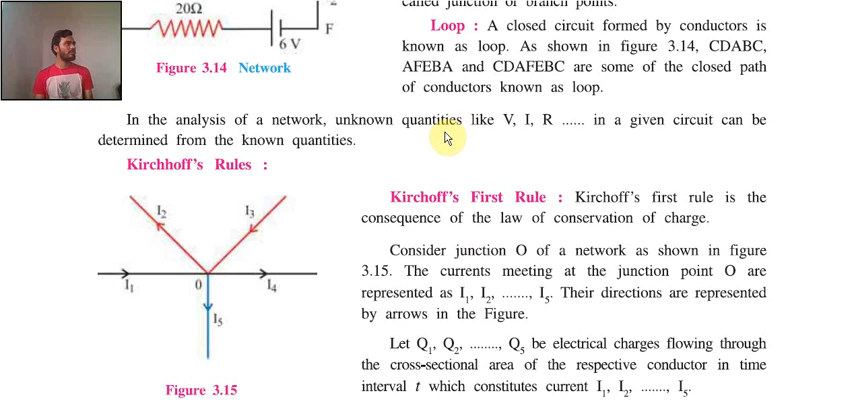 called junction or branch points.
20Ω
F
6 V
Figure 3.14 Network
Loop : A closed circuit formed by conductors is
known as loop. As shown in figure 3.14, CDABC,
AFEBA and CDAFEBC are some of the closed path
of conductors known as loop.
In the analysis of a network, unknown quantities like V, I, R ...... in a given circuit can be
determined from the known quantities.
Kirchhoff's Rules :
I₂
I₃
I₁
0
I₄
I₅
Figure 3.15
Kirchoff's First Rule : Kirchoff's first rule is the
consequence of the law of conservation of charge.
Consider junction O of a network as shown in figure
3.15. The currents meeting at the junction point O are
represented as I₁, I₂, ......., I₅. Their directions are represented
by arrows in the Figure.
Let Q₁, Q₂, ........, Q₅ be electrical charges flowing through
the cross-sectional area of the respective conductor in time
interval t which constitutes current I₁, I₂, ......., I₅.